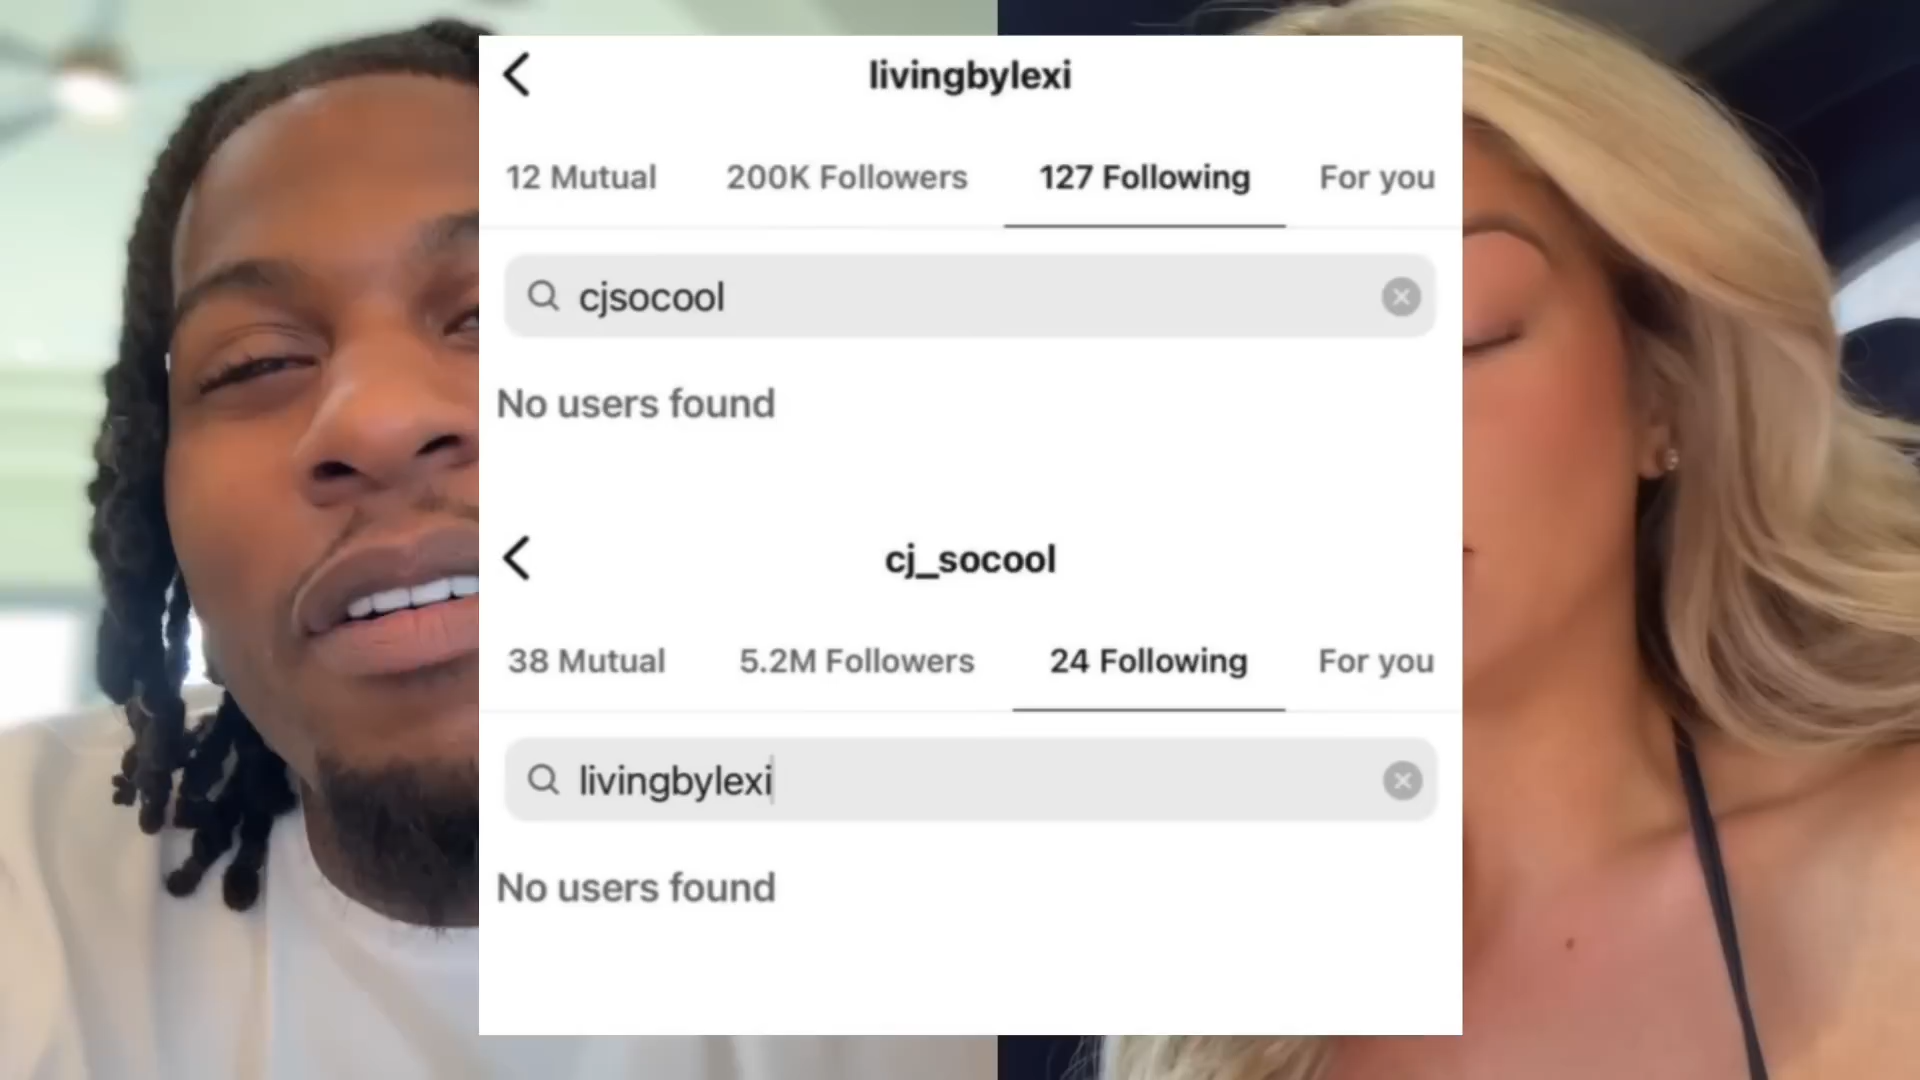 livingbylexi
12 Mutual 200K Followers 127 Following For you
cjsocool
No users found
cj_socool
38 Mutual 5.2M Followers 24 Following For you
livingbylexi
No users found